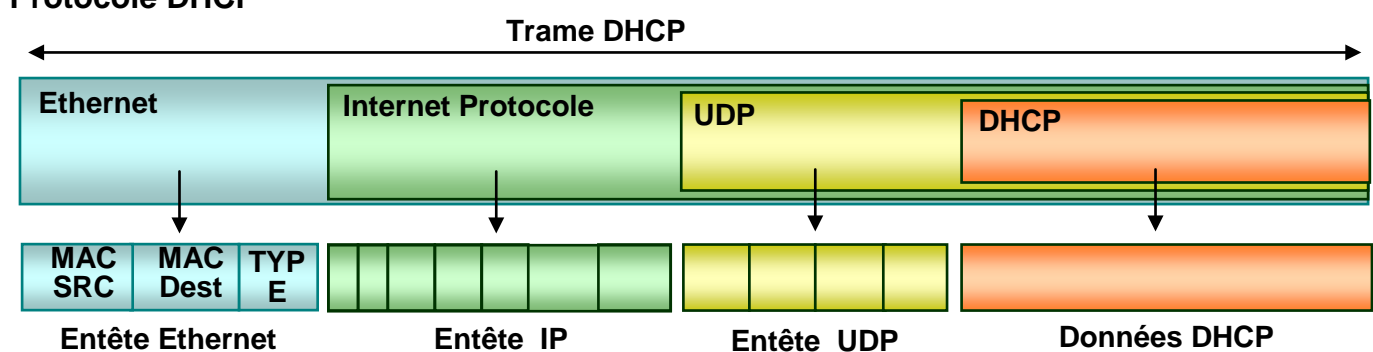 Protocole DHCP
Trame DHCP
Ethernet
Internet Protocole
UDP
DHCP
MAC
SRC
MAC
Dest
TYP
E
Entête Ethernet
Entête IP
Entête UDP
Données DHCP